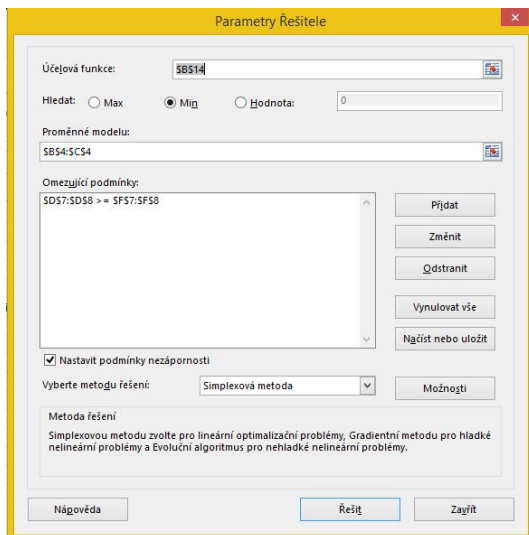 Parametry Řešitele
Účelová funkce: $B$14
Hledat: Max Min Hodnota: 0
Proměnné modelu:
$B$4:$C$4
Omezující podmínky:
$D$7:$D$8 >= $F$7:$F$8
Přidat
Změnit
Odstranit
Vynulovat vše
Načíst nebo uložit
Nastavit podmínky nezápornosti
Vyberte metodu řešení: Simplexová metoda
Možnosti
Metoda řešení
Simplexovou metodu zvolte pro lineární optimalizační problémy, Gradientní metodu pro hladké
nelineární problémy a Evoluční algoritmus pro nehladké nelineární problémy.
Nápověda Řešit Zavřít